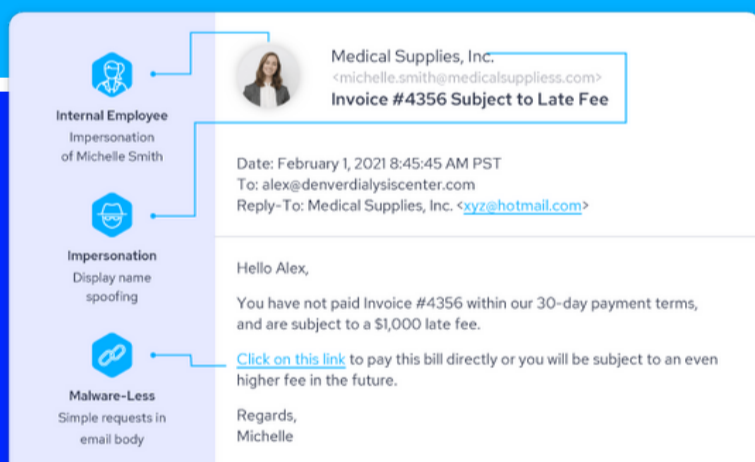 Internal Employee
Impersonation
of Michelle Smith
Impersonation
Display name
spoofing
Malware-Less
Simple requests in
email body
Medical Supplies, Inc.
<michelle.smith@medicalsuppliess.com>
Invoice #4356 Subject to Late Fee
Date: February 1, 2021 8:45:45 AM PST
To: alex@denverdialysiscenter.com
Reply-To: Medical Supplies, Inc. <xyz@hotmail.com>
Hello Alex,
You have not paid Invoice #4356 within our 30-day payment terms,
and are subject to a $1,000 late fee.
Click on this link to pay this bill directly or you will be subject to an even
higher fee in the future.
Regards,
Michelle